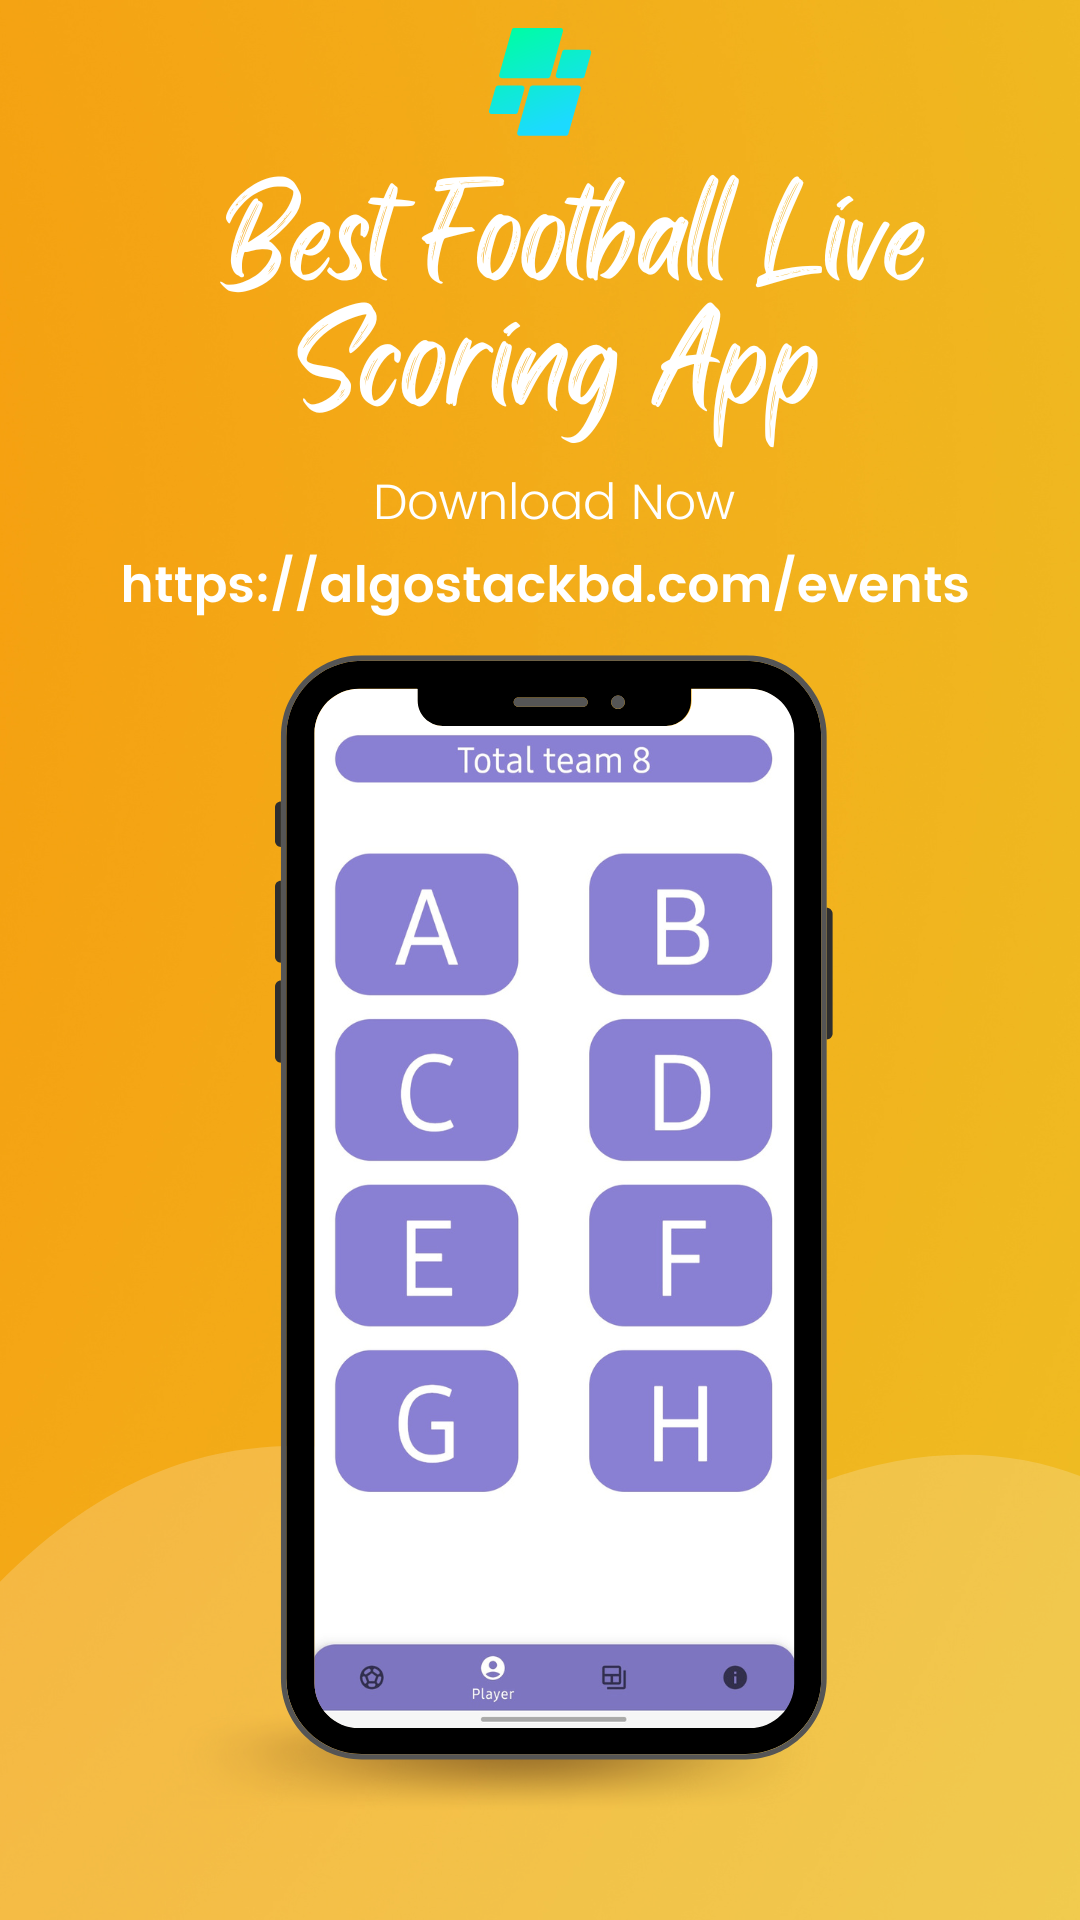 Best Football Live
Scoring App
Download Now
https://algostackbd.com/events
Total team 8
A B
C D
E F
G H
Player